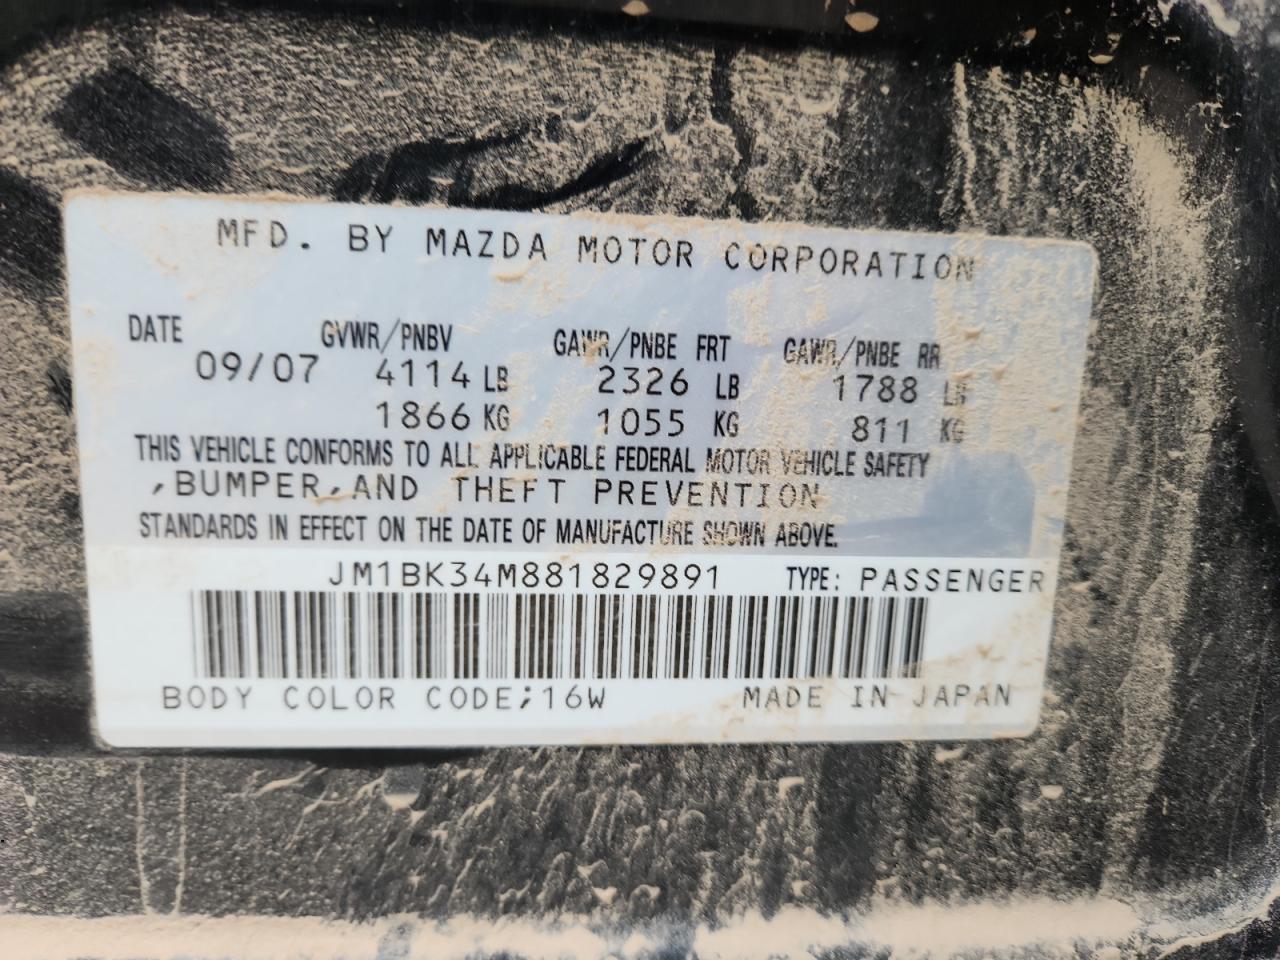 MFD. BY MAZDA MOTOR CORPORATION
DATE GVWR/PNBV GAWR/PNBE FRT GAWR/PNBE RR
09/07 4114 LB 2326 LB 1788 LB
1866 KG 1055 KG 811 KG
THIS VEHICLE CONFORMS TO ALL APPLICABLE FEDERAL MOTOR VEHICLE SAFETY
,BUMPER,AND THEFT PREVENTION
STANDARDS IN EFFECT ON THE DATE OF MANUFACTURE SHOWN ABOVE.
JM1BK34M881829891 TYPE: PASSENGER
BODY COLOR CODE;16W MADE IN JAPAN